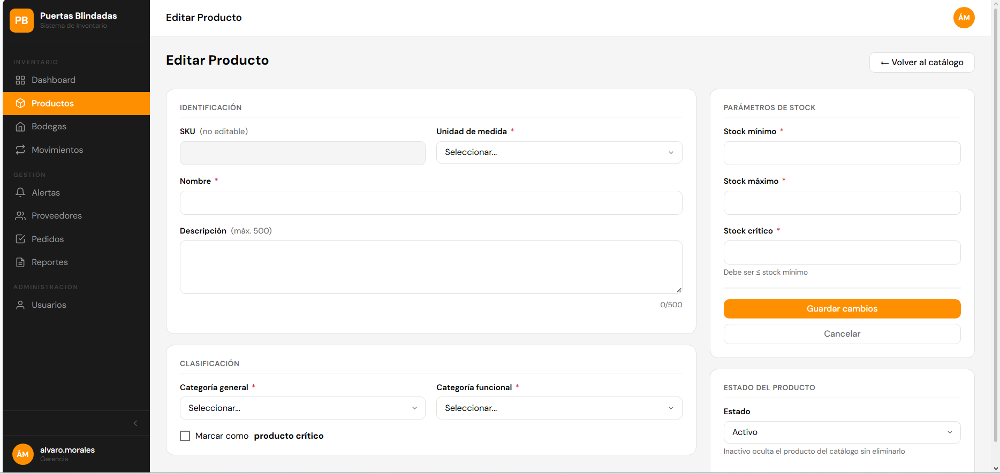 PB
Puertas Blindadas
Sistema de Inventario
INVENTARIO
Dashboard
Productos
Bodegas
Movimientos
GESTIÓN
Alertas
Proveedores
Pedidos
Reportes
ADMINISTRACIÓN
Usuarios
ÁM
alvaro.morales
Gerencia
Editar Producto
ÁM
Editar Producto
← Volver al catálogo
IDENTIFICACIÓN
SKU (no editable)
Unidad de medida *
Seleccionar...
Nombre *
Descripción (máx. 500)
0/500
CLASIFICACIÓN
Categoría general *
Categoría funcional *
Seleccionar...
Seleccionar...
Marcar como producto crítico
PARÁMETROS DE STOCK
Stock mínimo *
Stock máximo *
Stock crítico *
Debe ser ≤ stock mínimo
Guardar cambios
Cancelar
ESTADO DEL PRODUCTO
Estado
Activo
Inactivo oculta el producto del catálogo sin eliminarlo